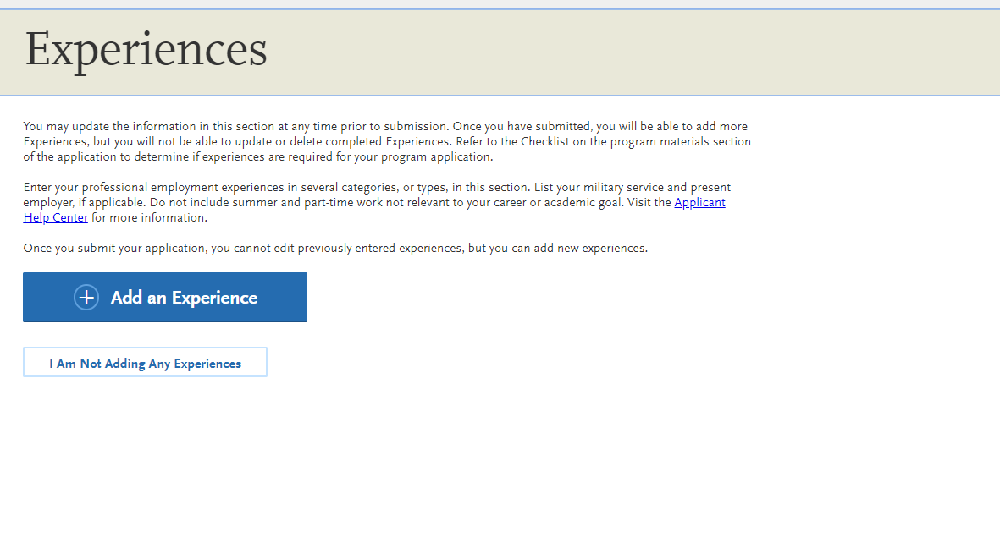 Experiences
You may update the information in this section at any time prior to submission. Once you have submitted, you will be able to add more
Experiences, but you will not be able to update or delete completed Experiences. Refer to the Checklist on the program materials section
of the application to determine if experiences are required for your program application.
Enter your professional employment experiences in several categories, or types, in this section. List your military service and present
employer, if applicable. Do not include summer and part-time work not relevant to your career or academic goal. Visit the Applicant
Help Center for more information.
Once you submit your application, you cannot edit previously entered experiences, but you can add new experiences.
Add an Experience
I Am Not Adding Any Experiences